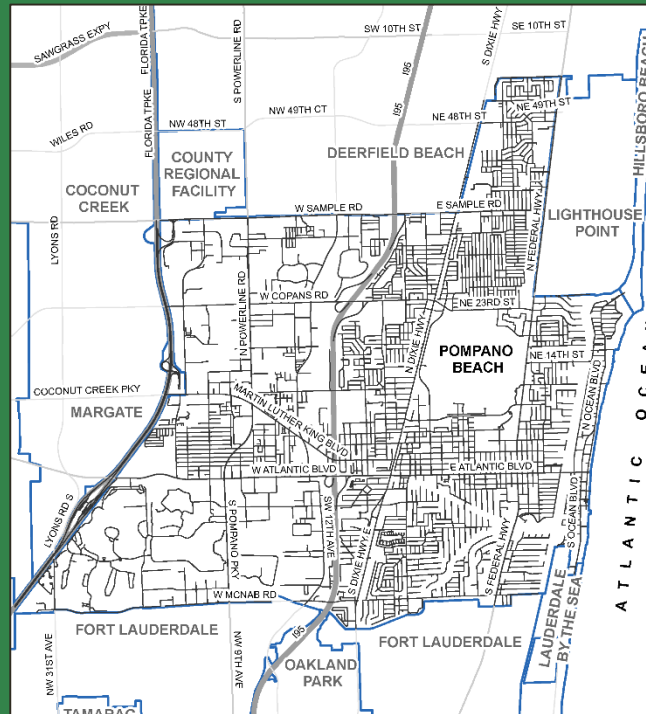 SW 10TH ST
SE 10TH ST
SAWGRASS EXPY
FLORIDA TPKE
S POWERLINE RD
I95
S DIXIE HWY
HILLSBORO BEACH
NW 48TH ST
NW 49TH CT
NE 48TH ST
NE 49TH ST
WILES RD
FLORIDA TPKE
COUNTY
REGIONAL
FACILITY
DEERFIELD BEACH
COCONUT
CREEK
W SAMPLE RD
E SAMPLE RD
LYONS RD
N FEDERAL HWY
LIGHTHOUSE
POINT
N POWERLINE RD
W COPANS RD
NE 23RD ST
N DIXIE HWY
POMPANO
BEACH
NE 14TH ST
COCONUT CREEK PKY
MARGATE
MARTIN LUTHER KING BLVD
N OCEAN BLVD
ATLANTIC OCEAN
W ATLANTIC BLVD
E ATLANTIC BLVD
LYONS RD S
S POMPANO PKY
SW 12TH AVE
S DIXIE HWY E
S FEDERAL HWY
S OCEAN BLVD
W MCNAB RD
FORT LAUDERDALE
FORT LAUDERDALE
LAUDERDALE
BY THE SEA
NW 31ST AVE
NW 9TH AVE
I95
OAKLAND
PARK
TAMARAC